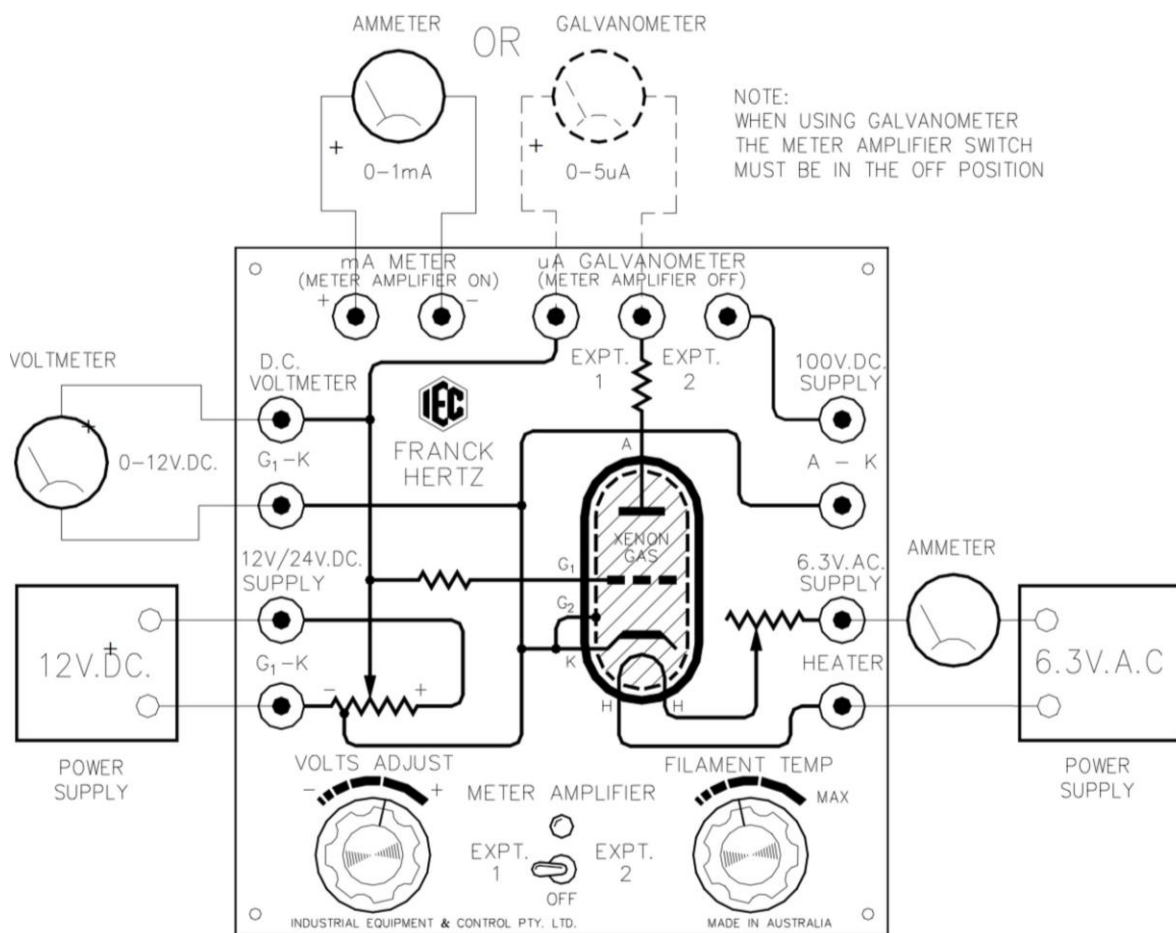 AMMETER
OR
GALVANOMETER
NOTE:
WHEN USING GALVANOMETER
THE METER AMPLIFIER SWITCH
MUST BE IN THE OFF POSITION
+
0-1mA
+
0-5uA
mA METER
(METER AMPLIFIER ON)
+
-
uA GALVANOMETER
(METER AMPLIFIER OFF)
VOLTMETER
+
0-12V.DC.
D.C.
VOLTMETER
G₁-K
IEC
FRANCK
HERTZ
EXPT.
1
EXPT.
2
100V.DC.
SUPPLY
A - K
A
XENON
GAS
G₁
G₂
K
H
H
12V/24V.DC.
SUPPLY
G₁-K
-
+
+
12V.DC.
POWER
SUPPLY
6.3V.AC.
SUPPLY
HEATER
AMMETER
6.3V.A.C
POWER
SUPPLY
VOLTS ADJUST
-
+
METER AMPLIFIER
EXPT.
1
EXPT.
2
OFF
FILAMENT TEMP
MAX
INDUSTRIAL EQUIPMENT & CONTROL PTY. LTD.
MADE IN AUSTRALIA